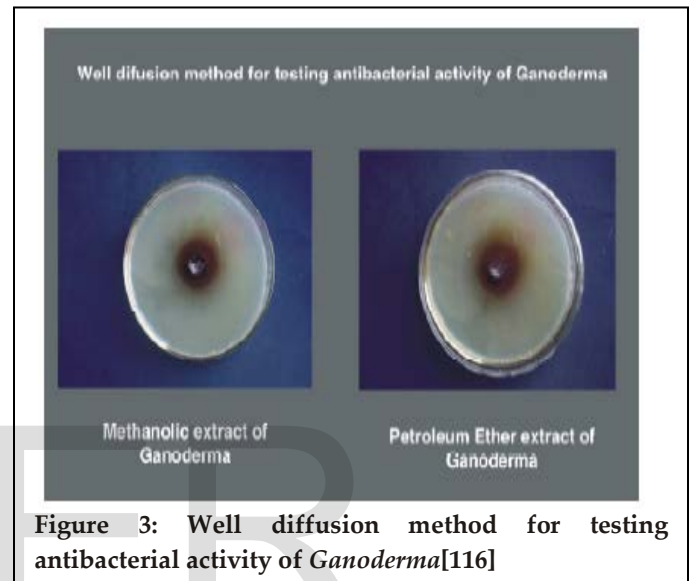 Well difusion method for testing antibacterial activity of Ganoderma
Methanolic extract of
Ganoderma
Petroleum Ether extract of
Ganoderma
Figure 3: Well diffusion method for testing
antibacterial activity of Ganoderma[116]
ER